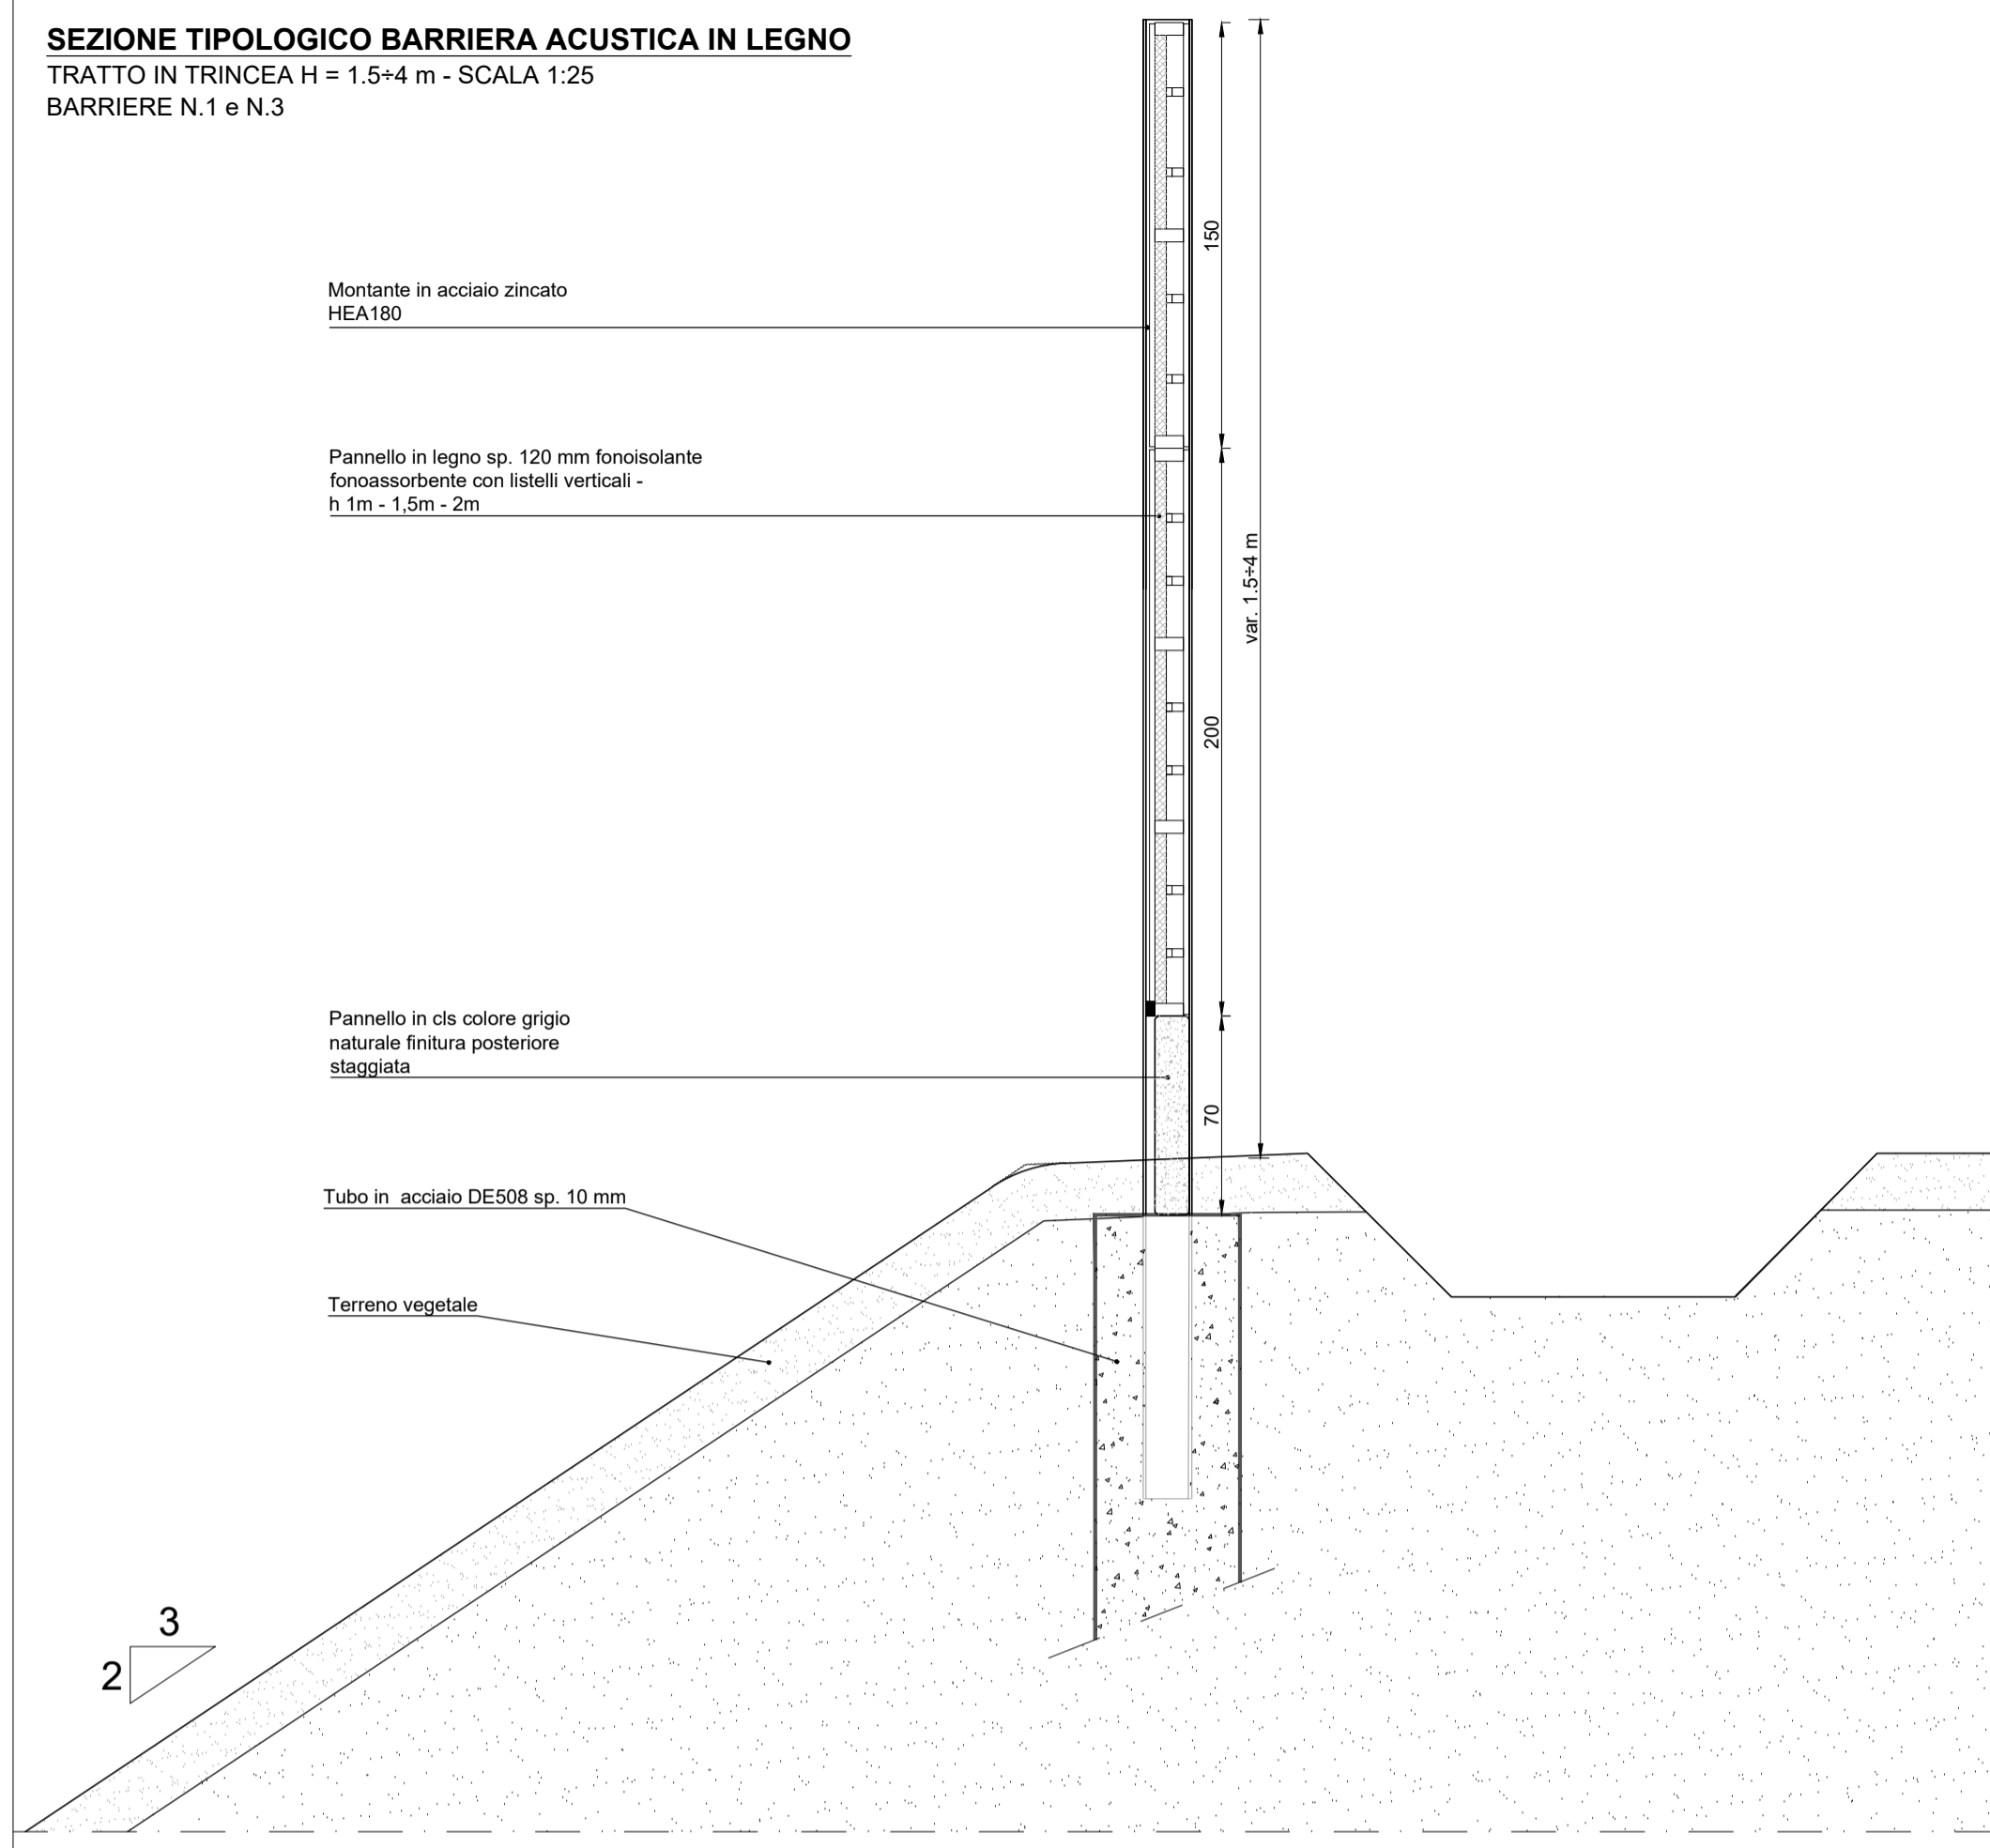 SEZIONE TIPOLOGICO BARRIERA ACUSTICA IN LEGNO
TRATTO IN TRINCEA H = 1.5÷4 m - SCALA 1:25
BARRIERE N.1 e N.3
150
Montante in acciaio zincato
HEA180
Pannello in legno sp. 120 mm fonoisolante
fonoassorbente con listelli verticali -
h 1m - 1,5m - 2m
var. 1.5÷4 m
200
Pannello in cls colore grigio
naturale finitura posteriore
staggiata
70
Tubo in  acciaio DE508 sp. 10 mm
Terreno vegetale
3
2